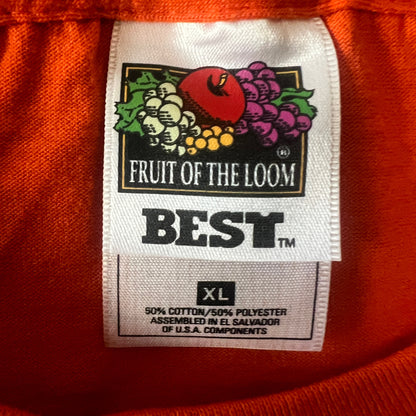 ®
FRUIT OF THE LOOM
BEST™
XL
50% COTTON/50% POLYESTER
ASSEMBLED IN EL SALVADOR
OF U.S.A. COMPONENTS